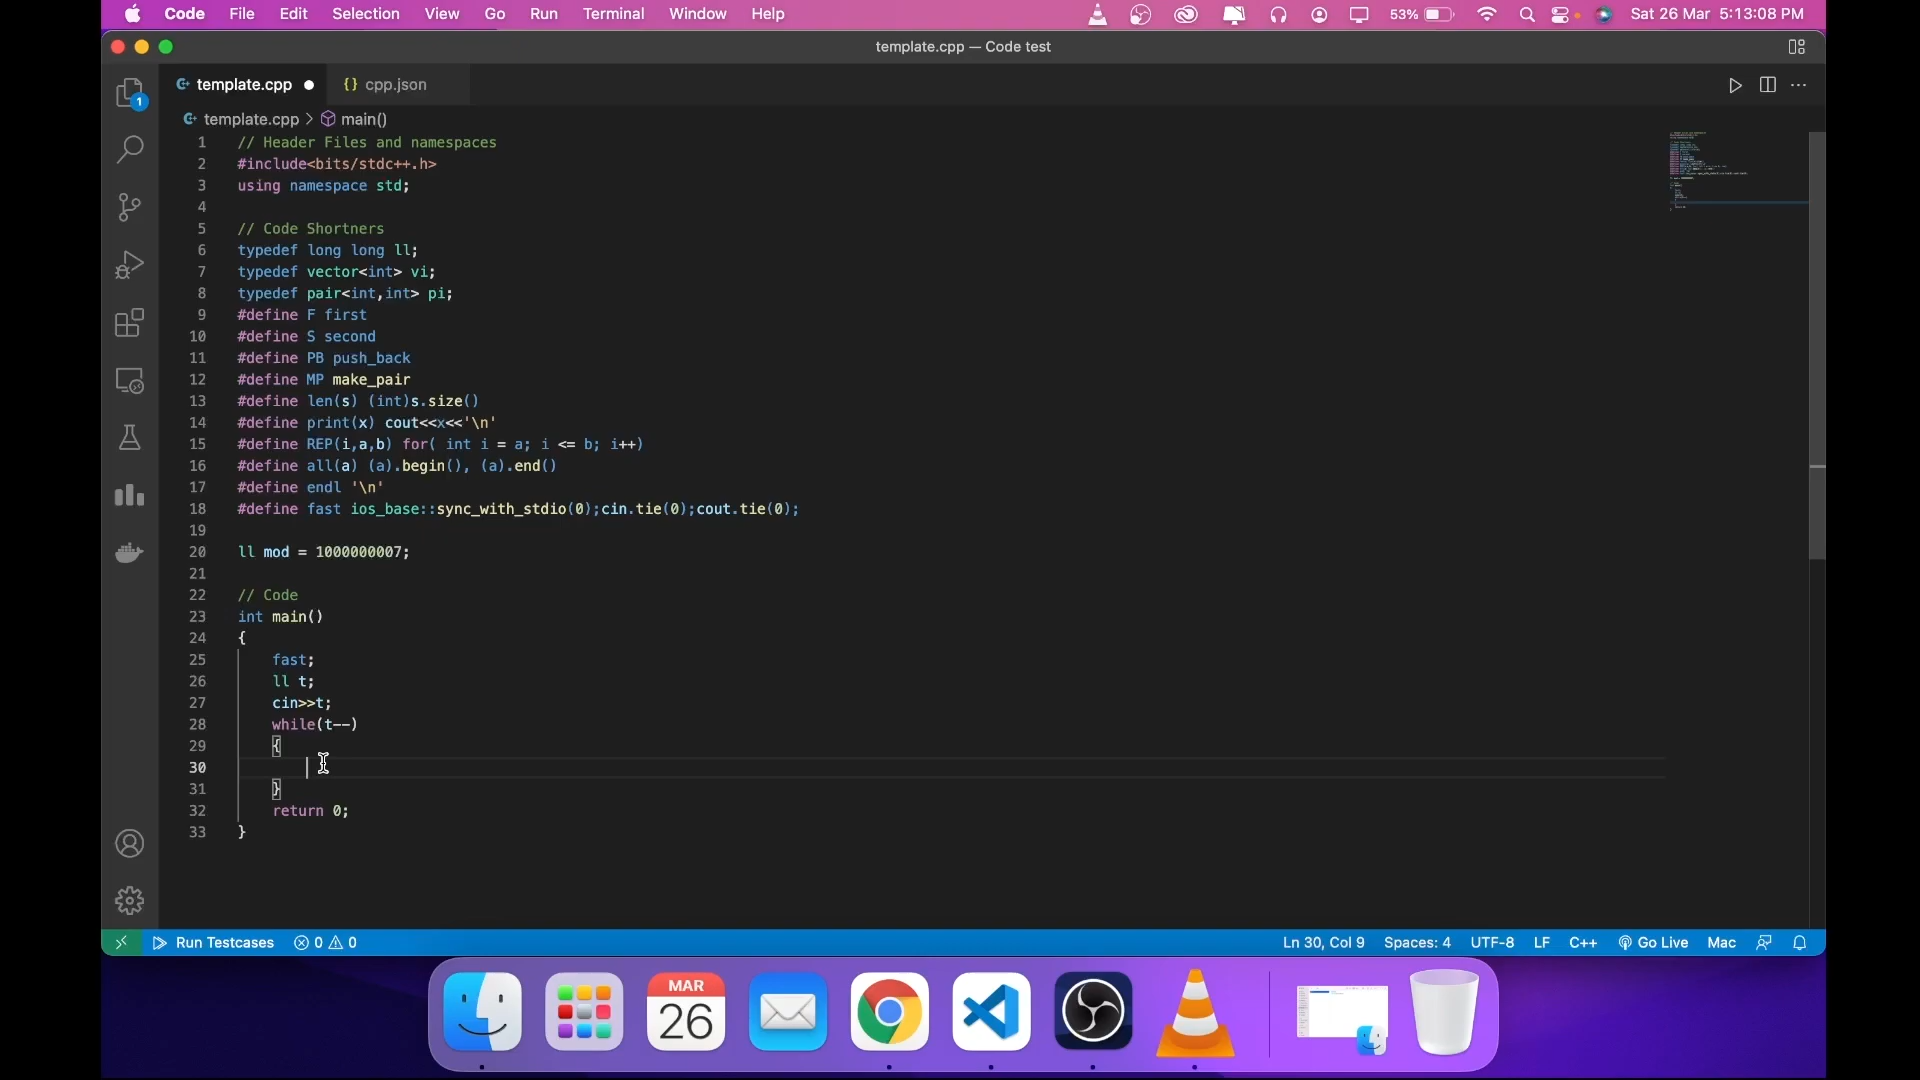 Code File Edit Selection View Go Run Terminal Window Help 53% Sat 26 Mar 5:13:08 PM
template.cpp — Code test
template.cpp cpp.json
template.cpp > main()
1 // Header Files and namespaces
2 #include<bits/stdc++.h>
3 using namespace std;
4
5 // Code Shortners
6 typedef long long ll;
7 typedef vector<int> vi;
8 typedef pair<int,int> pi;
9 #define F first
10 #define S second
11 #define PB push_back
12 #define MP make_pair
13 #define len(s) (int)s.size()
14 #define print(x) cout<<x<<'\n'
15 #define REP(i,a,b) for( int i = a; i <= b; i++)
16 #define all(a) (a).begin(), (a).end()
17 #define endl '\n'
18 #define fast ios_base::sync_with_stdio(0);cin.tie(0);cout.tie(0);
19
20 ll mod = 1000000007;
21
22 // Code
23 int main()
24 {
25 fast;
26 ll t;
27 cin>>t;
28 while(t--)
29 {
30
31 }
32 return 0;
33 }
1
Run Testcases 0 0 Ln 30, Col 9 Spaces: 4 UTF-8 LF C++ Go Live Mac
MAR
26